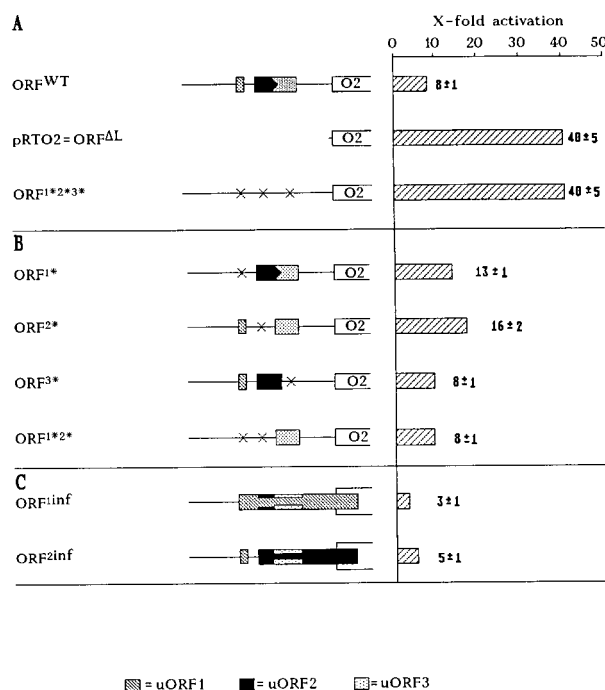 X-fold activation
A
0 10 20 30 40 50
ORF^WT O2 8±1
pRTO2=ORF^ΔL O2 40±5
ORF^1*2*3* O2 40±5
B
ORF^1* O2 13±1
ORF^2* O2 16±2
ORF^3* O2 8±1
ORF^1*2* O2 8±1
C
ORF^1inf 3±1
ORF^2inf 5±1
= uORF1 = uORF2 = uORF3